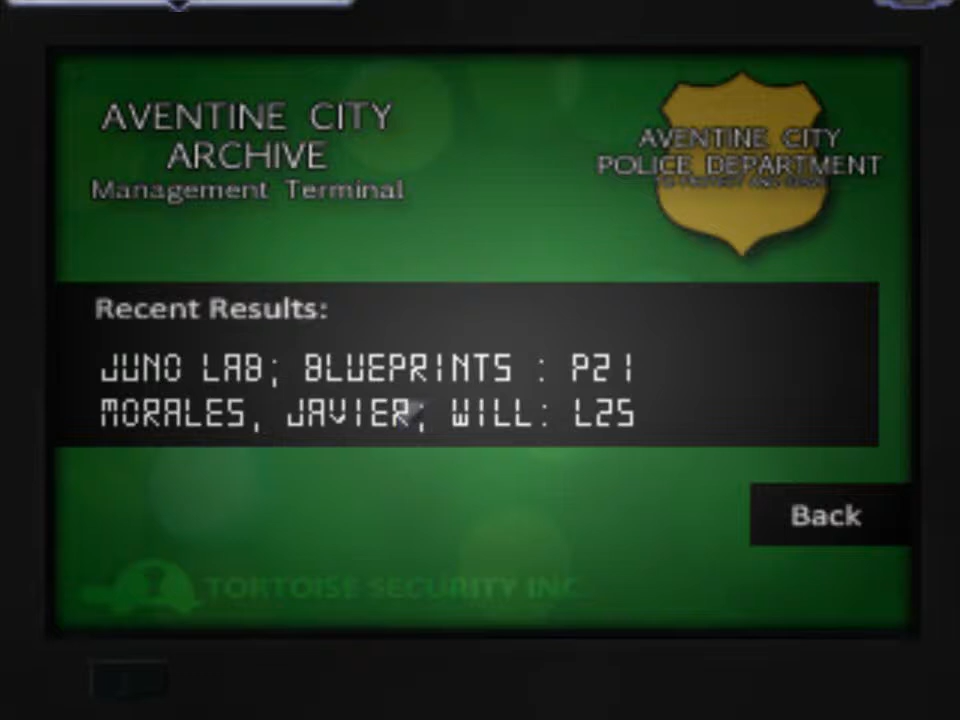 AVENTINE CITY
ARCHIVE
Management Terminal
AVENTINE CITY
POLICE DEPARTMENT
Recent Results:
JUNO LAB; BLUEPRINTS : P21
MORALES, JAVIER, WILL: L25
Back
TORTOISE SECURITY INC